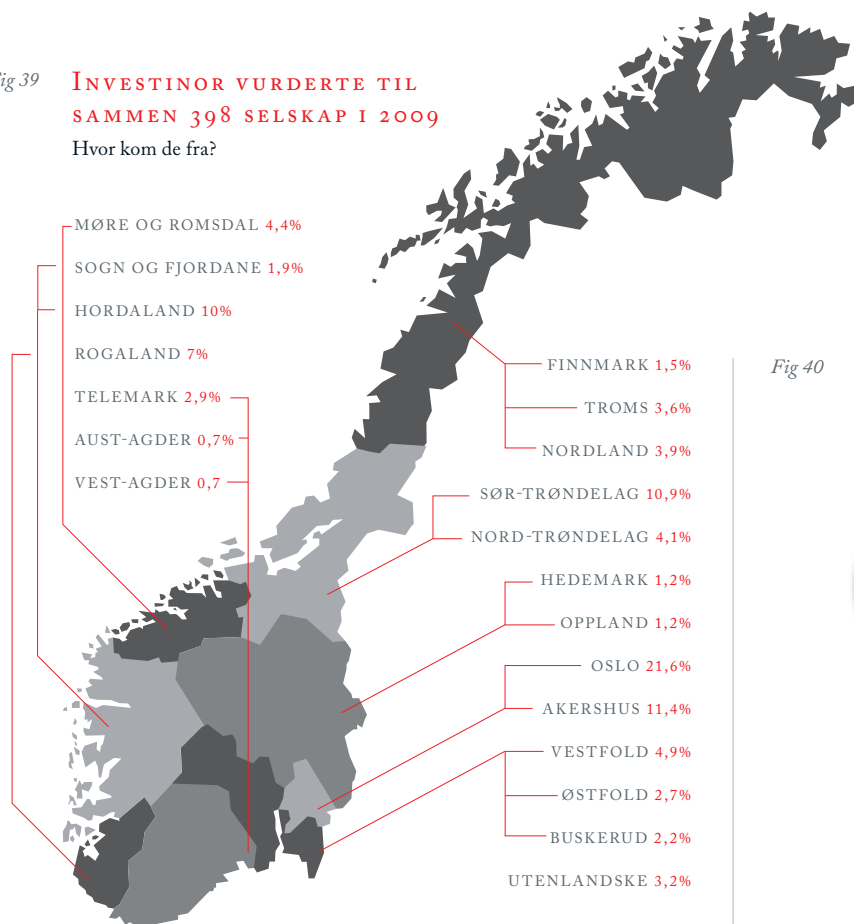 ig 39
INVESTINOR VURDERTE TIL
SAMMEN 398 SELSKAP I 2009
Hvor kom de fra?
MØRE OG ROMSDAL 4,4%
SOGN OG FJORDANE 1,9%
HORDALAND 10%
ROGALAND 7%
TELEMARK 2,9%
AUST-AGDER 0,7%
VEST-AGDER 0,7
FINNMARK 1,5%
TROMS 3,6%
NORDLAND 3,9%
SØR-TRØNDELAG 10,9%
NORD-TRØNDELAG 4,1%
HEDEMARK 1,2%
OPPLAND 1,2%
OSLO 21,6%
AKERSHUS 11,4%
VESTFOLD 4,9%
ØSTFOLD 2,7%
BUSKERUD 2,2%
UTENLANDSKE 3,2%
Fig 40